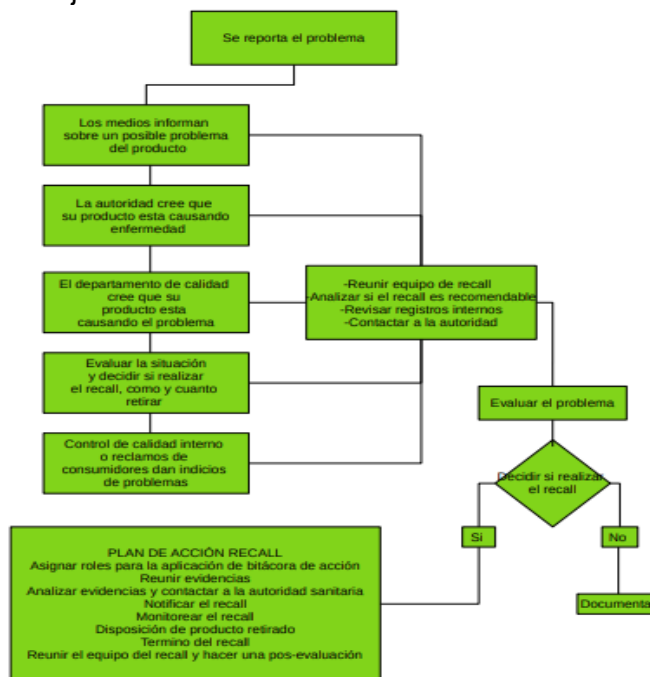 Se reporta el problema
Los medios informan
sobre un posible problema
del producto
La autoridad cree que
su producto esta causando
enfermedad
El departamento de calidad
cree que su
producto esta
causando el problema
Evaluar la situación
y decidir si realizar
el recall, como y cuanto
retirar
Control de calidad interno
o reclamos de
consumidores dan indicios
de problemas
-Reunir equipo de recall
-Analizar si el recall es recomendable
-Revisar registros internos
-Contactar a la autoridad
Evaluar el problema
Decidir si realizar
el recall
Si
No
Documenta
PLAN DE ACCIÓN RECALL
Asignar roles para la aplicación de bitácora de acción
Reunir evidencias
Analizar evidencias y contactar a la autoridad sanitaria
Notificar el recall
Monitorear el recall
Disposición de producto retirado
Termino del recall
Reunir el equipo del recall y hacer una pos-evaluación